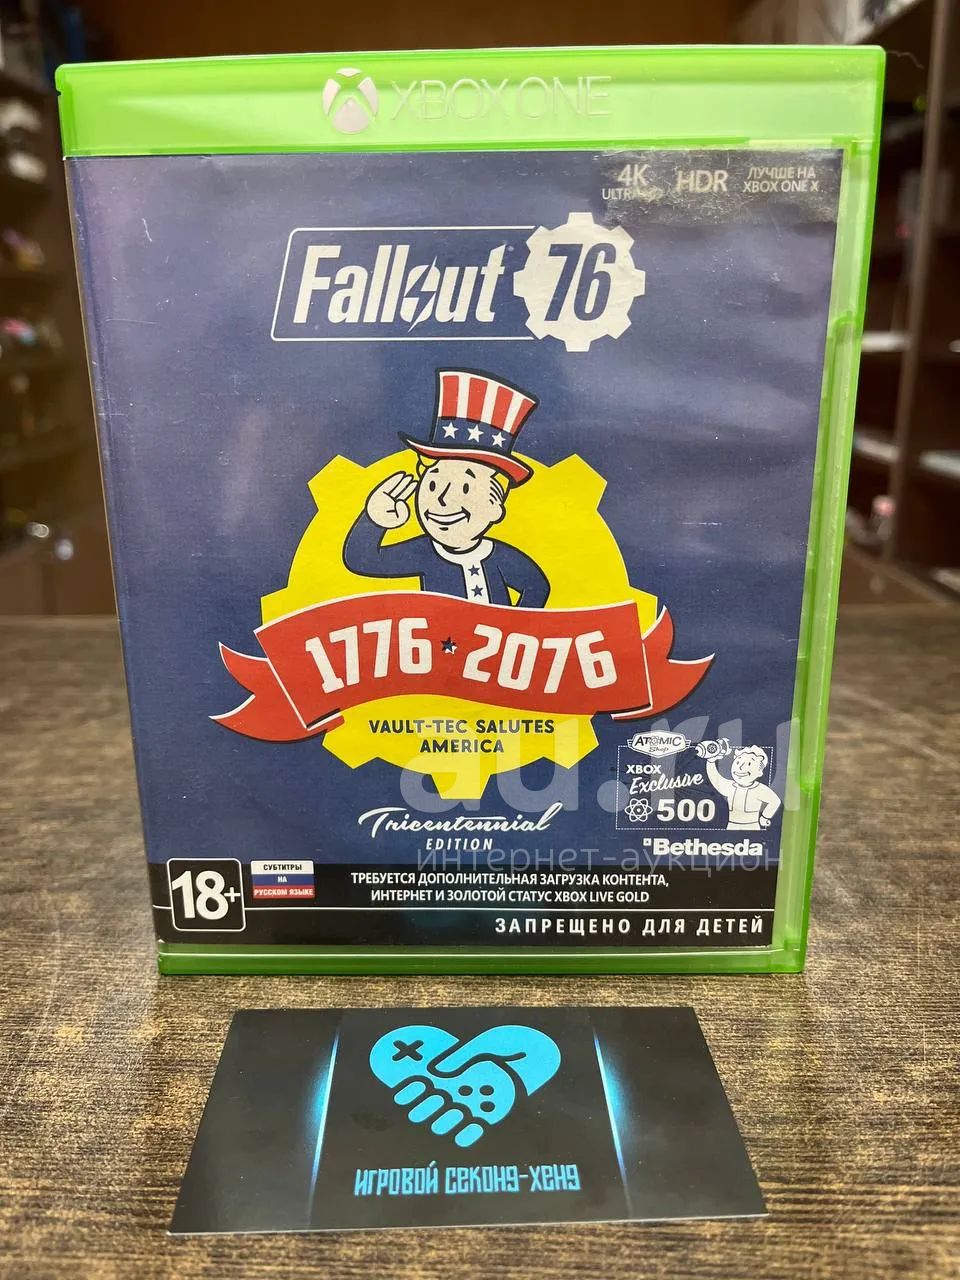 XBOX ONE
4K
ULTRA HD
HDR
ЛУЧШЕ НА
XBOX ONE X
Fallout 76
1776 ★ 2076
VAULT-TEC SALUTES
AMERICA
Tricentennial
EDITION
ATOMIC
Shop
XBOX
Exclusive
500
Bethesda
au.ru
интернет-аукцион
18+
СУБТИТРЫ
НА
РУССКОМ ЯЗЫКЕ
ТРЕБУЕТСЯ ДОПОЛНИТЕЛЬНАЯ ЗАГРУЗКА КОНТЕНТА,
ИНТЕРНЕТ И ЗОЛОТОЙ СТАТУС XBOX LIVE GOLD
ЗАПРЕЩЕНО ДЛЯ ДЕТЕЙ
ИГРОВОЙ СЕКОНД-ХЕНД